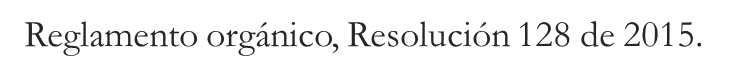 Reglamento orgánico, Resolución 128 de 2015.